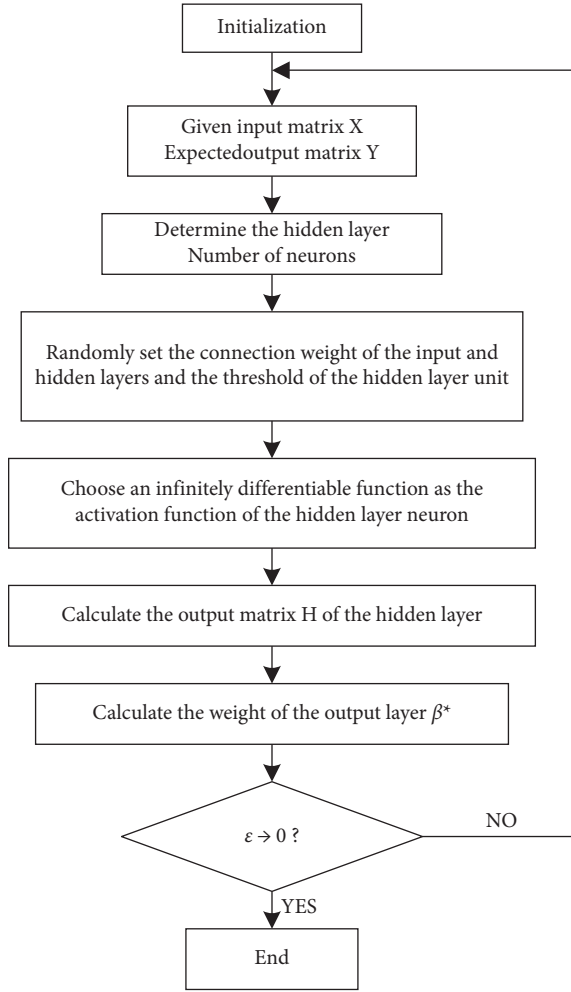 Initialization
Given input matrix X
Expectedoutput matrix Y
Determine the hidden layer
Number of neurons
Randomly set the connection weight of the input and
hidden layers and the threshold of the hidden layer unit
Choose an infinitely differentiable function as the
activation function of the hidden layer neuron
Calculate the output matrix H of the hidden layer
Calculate the weight of the output layer β*
ε → 0 ?
NO
YES
End